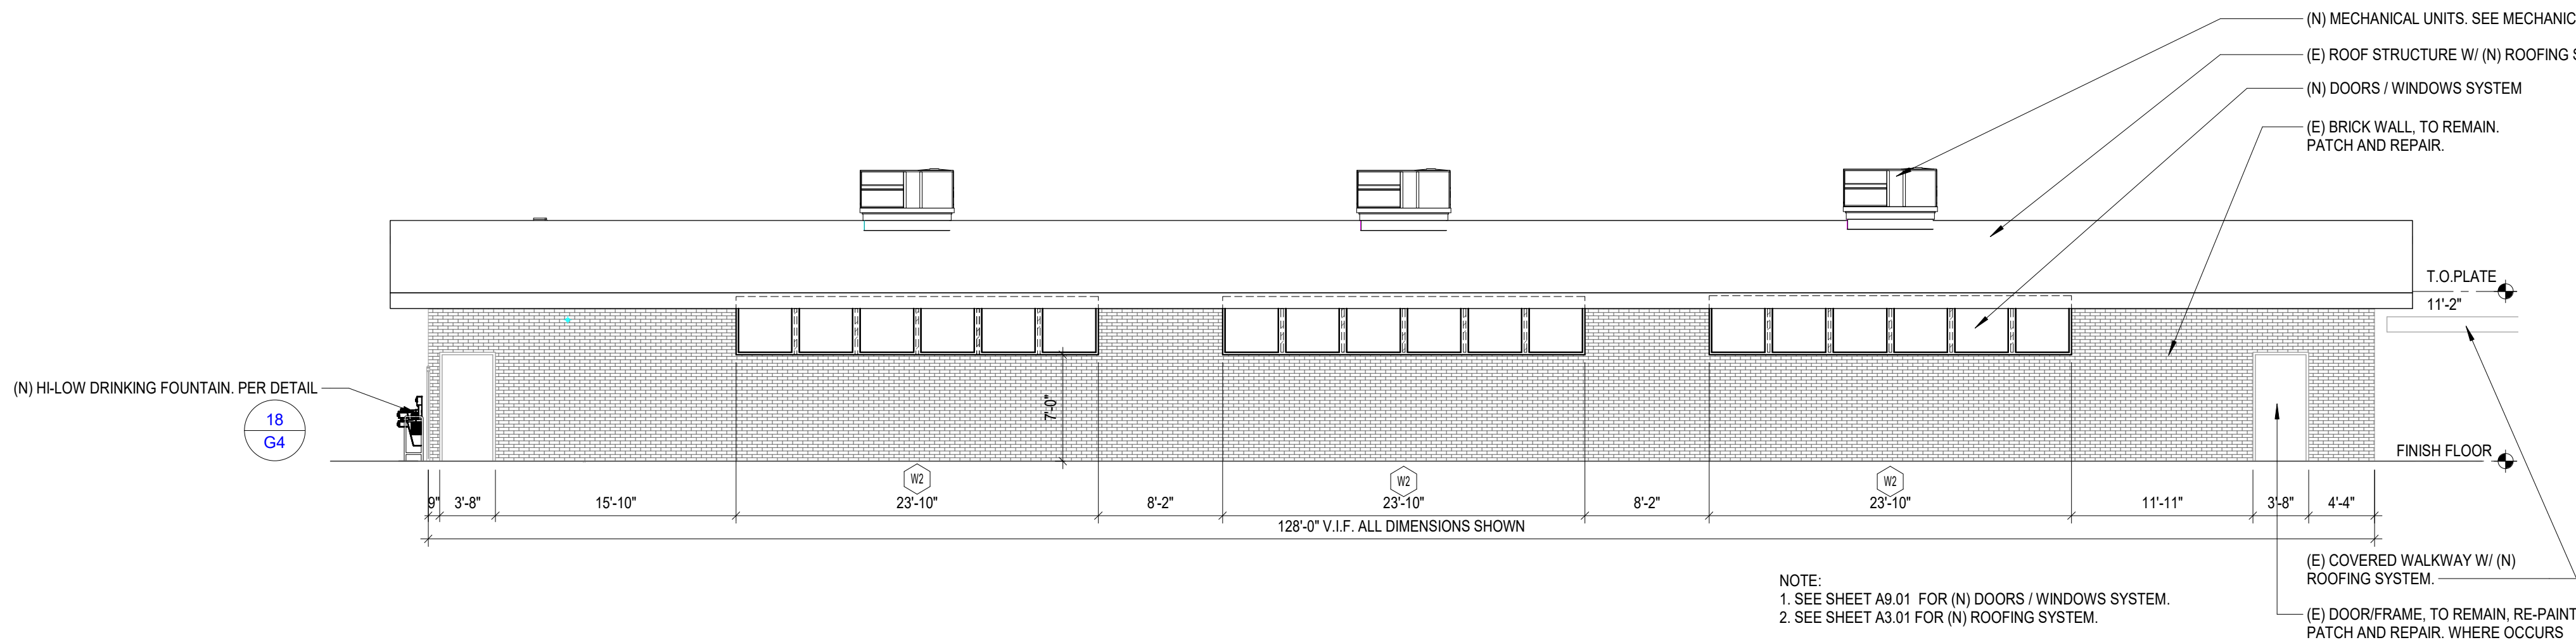 (N) MECHANICAL UNITS. SEE MECHANIC
(E) ROOF STRUCTURE W/ (N) ROOFING S
(N) DOORS / WINDOWS SYSTEM
(E) BRICK WALL, TO REMAIN.
PATCH AND REPAIR.
T.O.PLATE
11'-2"
(N) HI-LOW DRINKING FOUNTAIN. PER DETAIL
18
G4
7'-0"
FINISH FLOOR
W2
W2
W2
9" 3'-8" 15'-10" 23'-10" 8'-2" 23'-10" 8'-2" 23'-10" 11'-11" 3'-8" 4'-4"
128'-0" V.I.F. ALL DIMENSIONS SHOWN
(E) COVERED WALKWAY W/ (N)
ROOFING SYSTEM.
NOTE:
1. SEE SHEET A9.01 FOR (N) DOORS / WINDOWS SYSTEM.
2. SEE SHEET A3.01 FOR (N) ROOFING SYSTEM.
(E) DOOR/FRAME, TO REMAIN, RE-PAINT
PATCH AND REPAIR. WHERE OCCURS